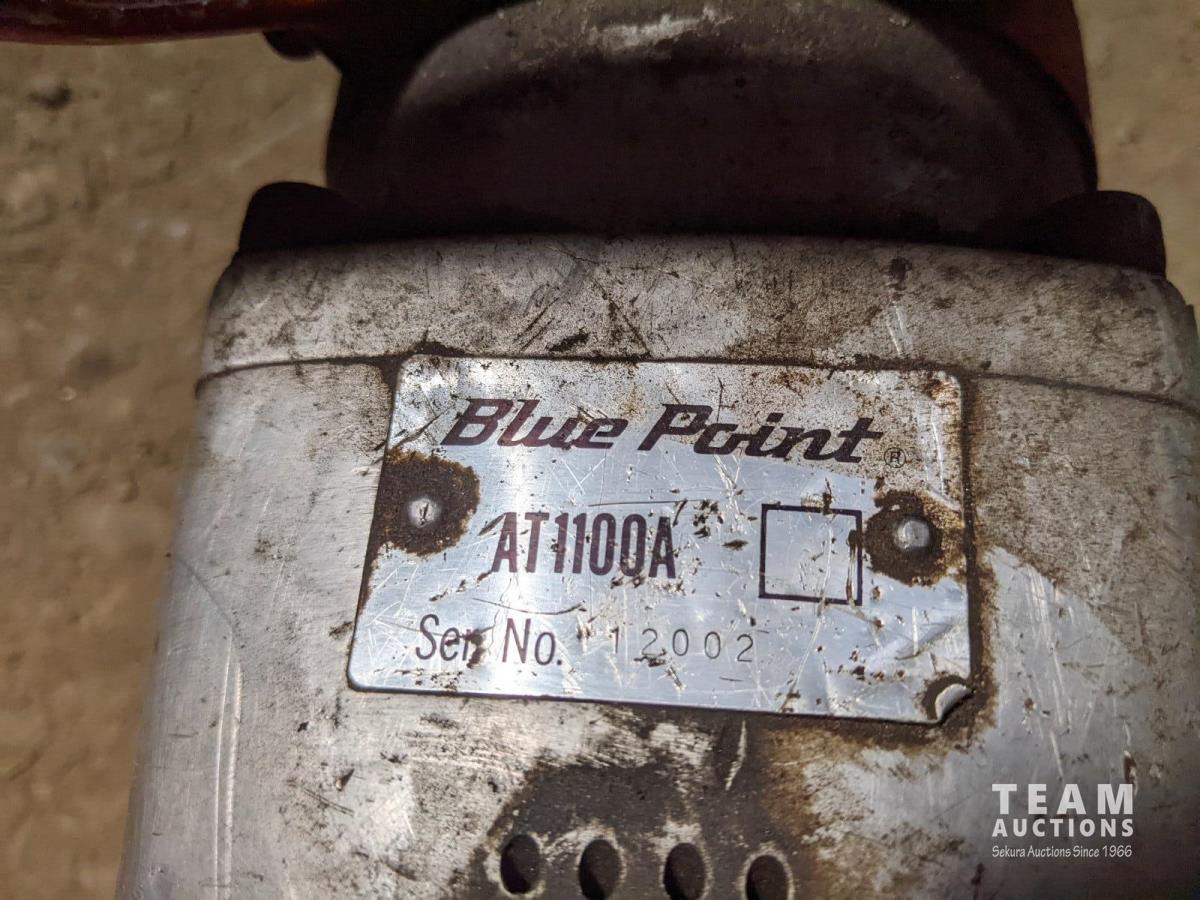 Blue Point ®
AT1100A
Ser. No. 12002
TEAM
AUCTIONS
Sekura Auctions Since 1966